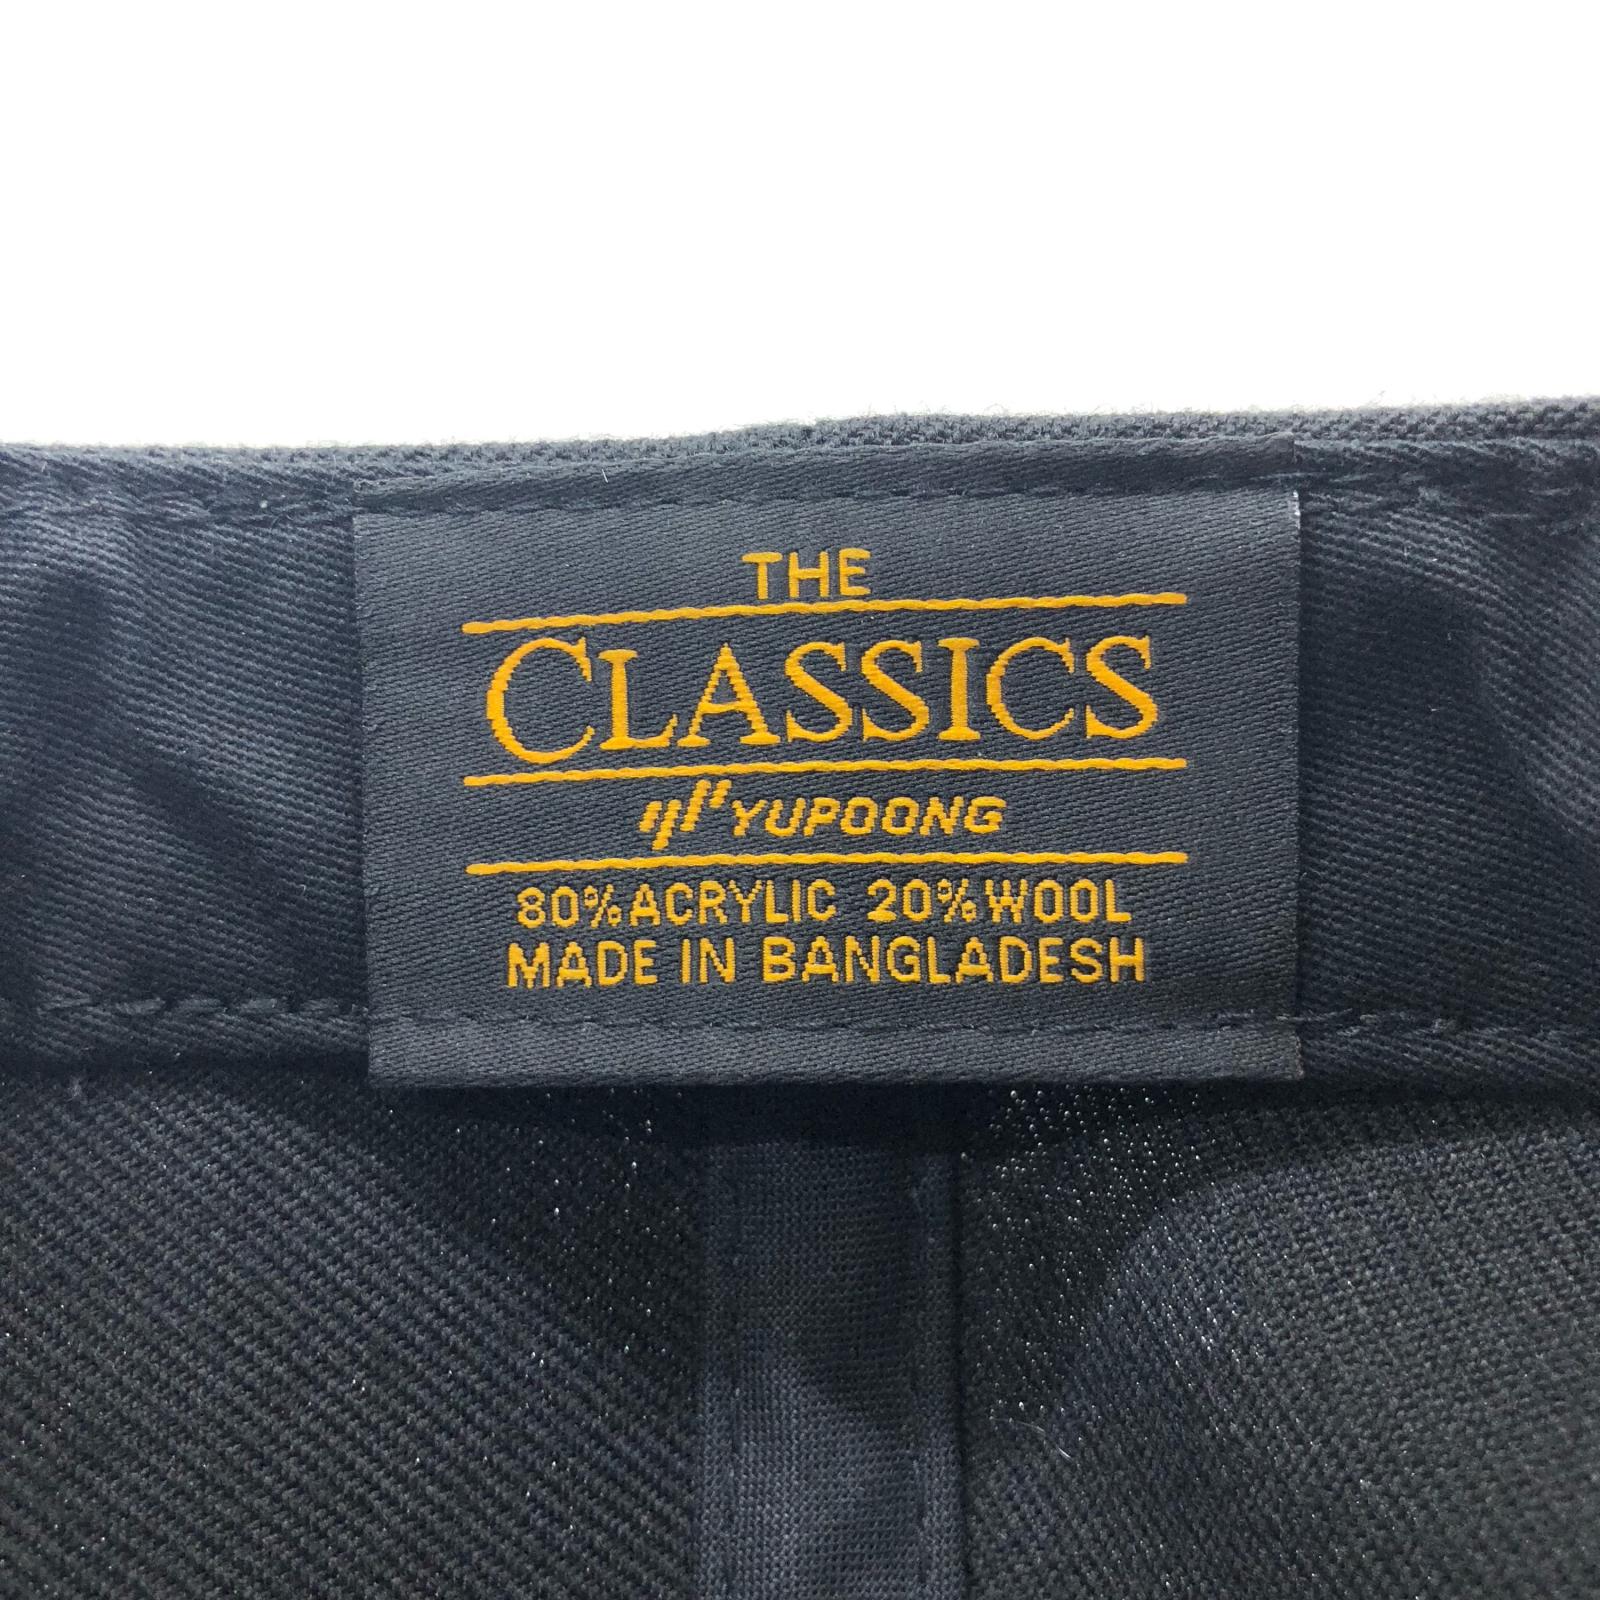 THE
CLASSICS
YUPOONG
80% ACRYLIC 20% WOOL
MADE IN BANGLADESH